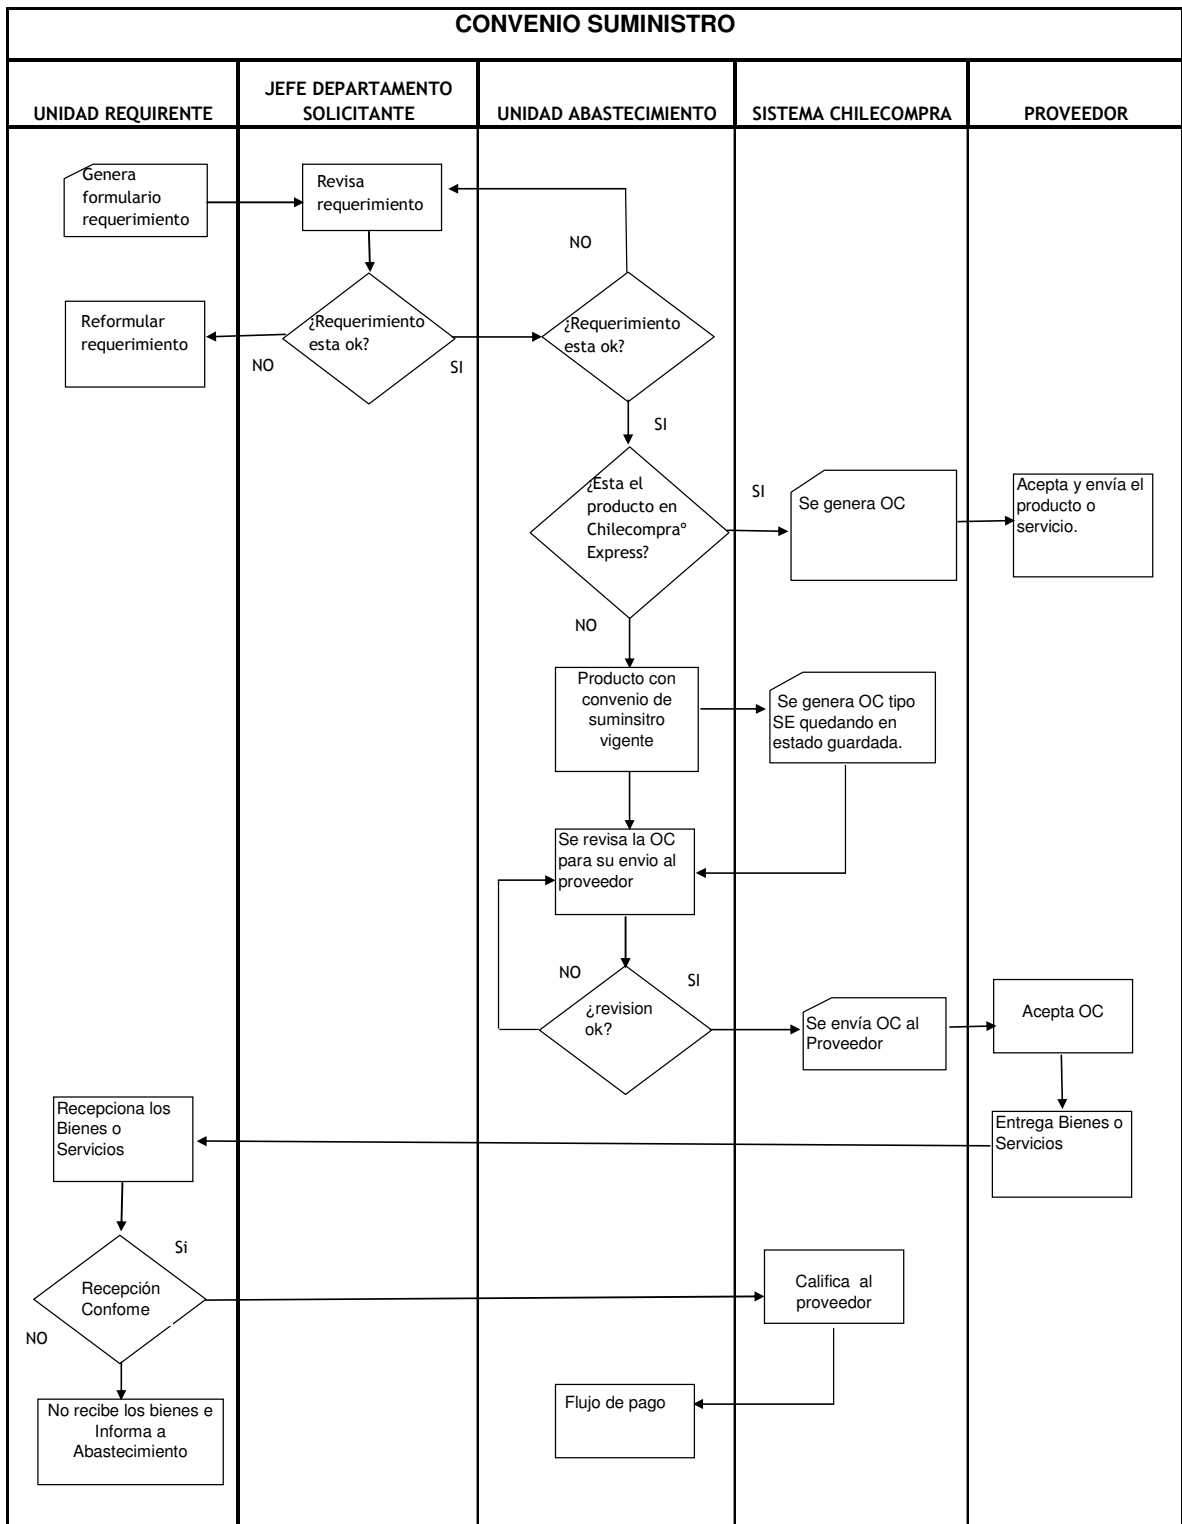 CONVENIO SUMINISTRO
UNIDAD REQUIRENTE
JEFE DEPARTAMENTO
SOLICITANTE
UNIDAD ABASTECIMIENTO
SISTEMA CHILECOMPRA
PROVEEDOR
Genera
formulario
requerimiento
Revisa
requerimiento
NO
Reformular
requerimiento
NO
¿Requerimiento
esta ok?
SI
¿Requerimiento
esta ok?
SI
¿Esta el
producto en
Chilecompraº
Express?
SI
Se genera OC
Acepta y envía el
producto o
servicio.
NO
Producto con
convenio de
suminsitro
vigente
Se genera OC tipo
SE quedando en
estado guardada.
Se revisa la OC
para su envio al
proveedor
NO
SI
¿revision
ok?
Se envía OC al
Proveedor
Acepta OC
Recepciona los
Bienes o
Servicios
Entrega Bienes o
Servicios
Si
Recepción
Confome
NO
Califica al
proveedor
No recibe los bienes e
Informa a
Abastecimiento
Flujo de pago